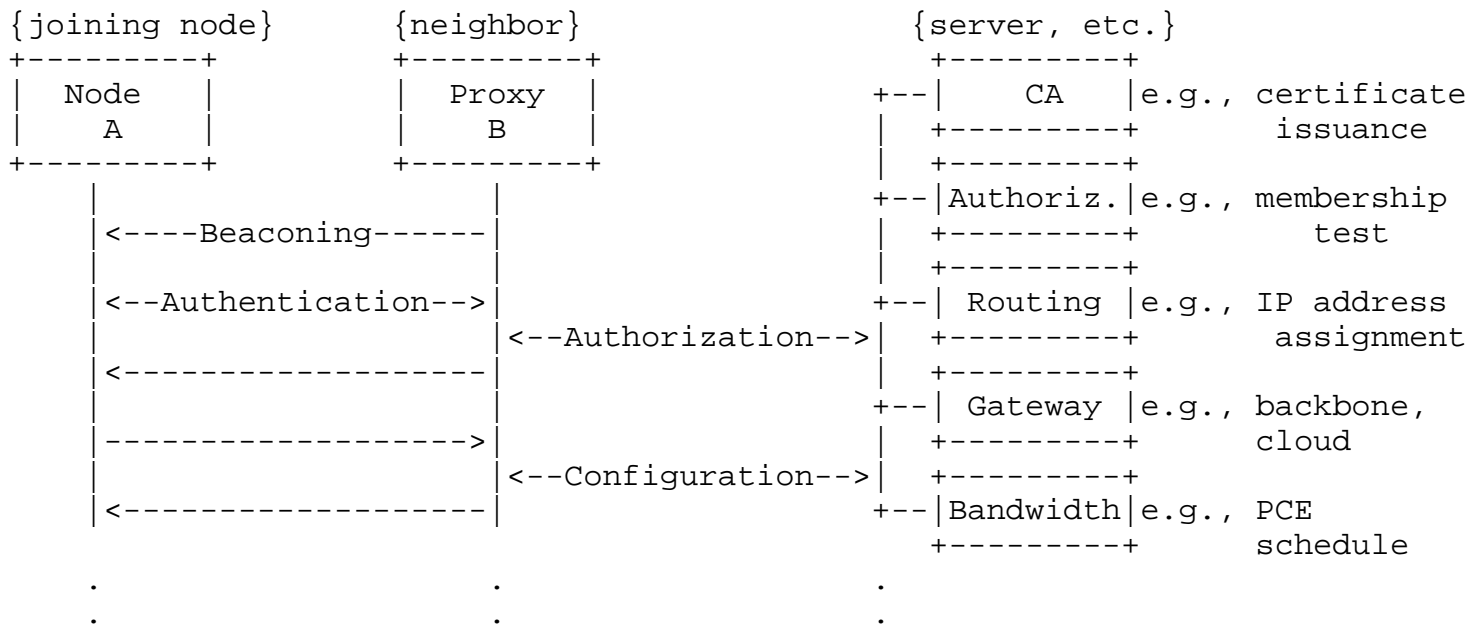 {joining node} {neighbor} {server, etc.}
Node Proxy CA e.g., certificate
A B issuance
Authoriz. e.g., membership
<----Beaconing------ test
<--Authentication--> Routing e.g., IP address
<--Authorization--> assignment
Gateway e.g., backbone,
cloud
<--Configuration-->
Bandwidth e.g., PCE
schedule